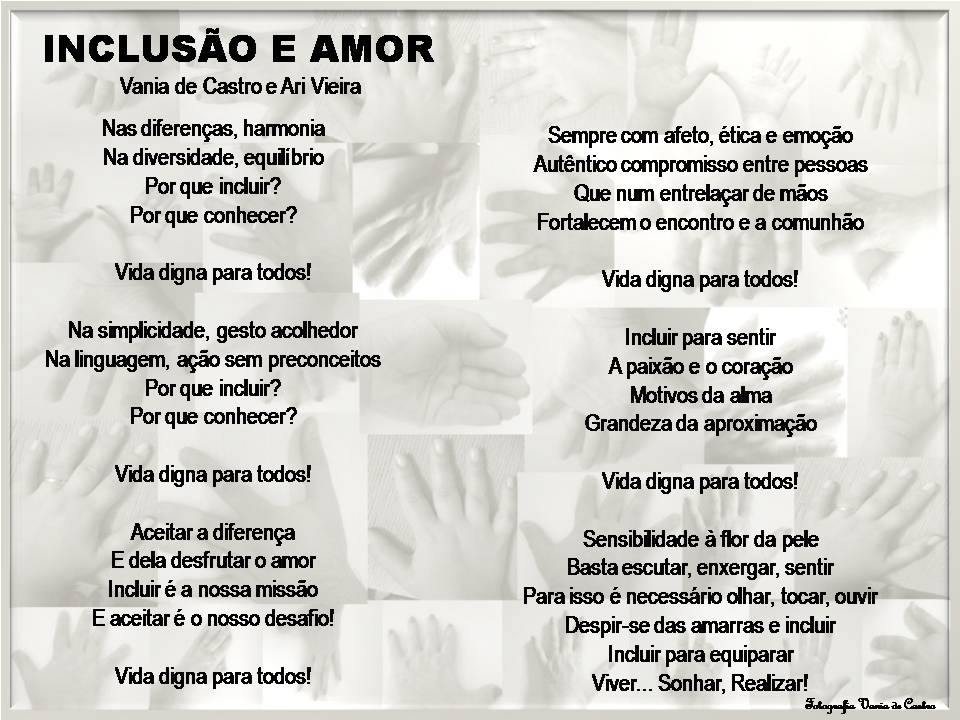 INCLUSÃO E AMOR
Vania de Castro e Ari Vieira
Nas diferenças, harmonia
Na diversidade, equilíbrio
Por que incluir?
Por que conhecer?
Vida digna para todos!
Na simplicidade, gesto acolhedor
Na linguagem, ação sem preconceitos
Por que incluir?
Por que conhecer?
Vida digna para todos!
Aceitar a diferença
E dela desfrutar o amor
Incluir é a nossa missão
E aceitar é o nosso desafio!
Vida digna para todos!
Sempre com afeto, ética e emoção
Autêntico compromisso entre pessoas
Que num entrelaçar de mãos
Fortalecem o encontro e a comunhão
Vida digna para todos!
Incluir para sentir
A paixão e o coração
Motivos da alma
Grandeza da aproximação
Vida digna para todos!
Sensibilidade à flor da pele
Basta escutar, enxergar, sentir
Para isso é necessário olhar, tocar, ouvir
Despir-se das amarras e incluir
Incluir para equiparar
Viver... Sonhar, Realizar!
Fotografia Vania de Castro